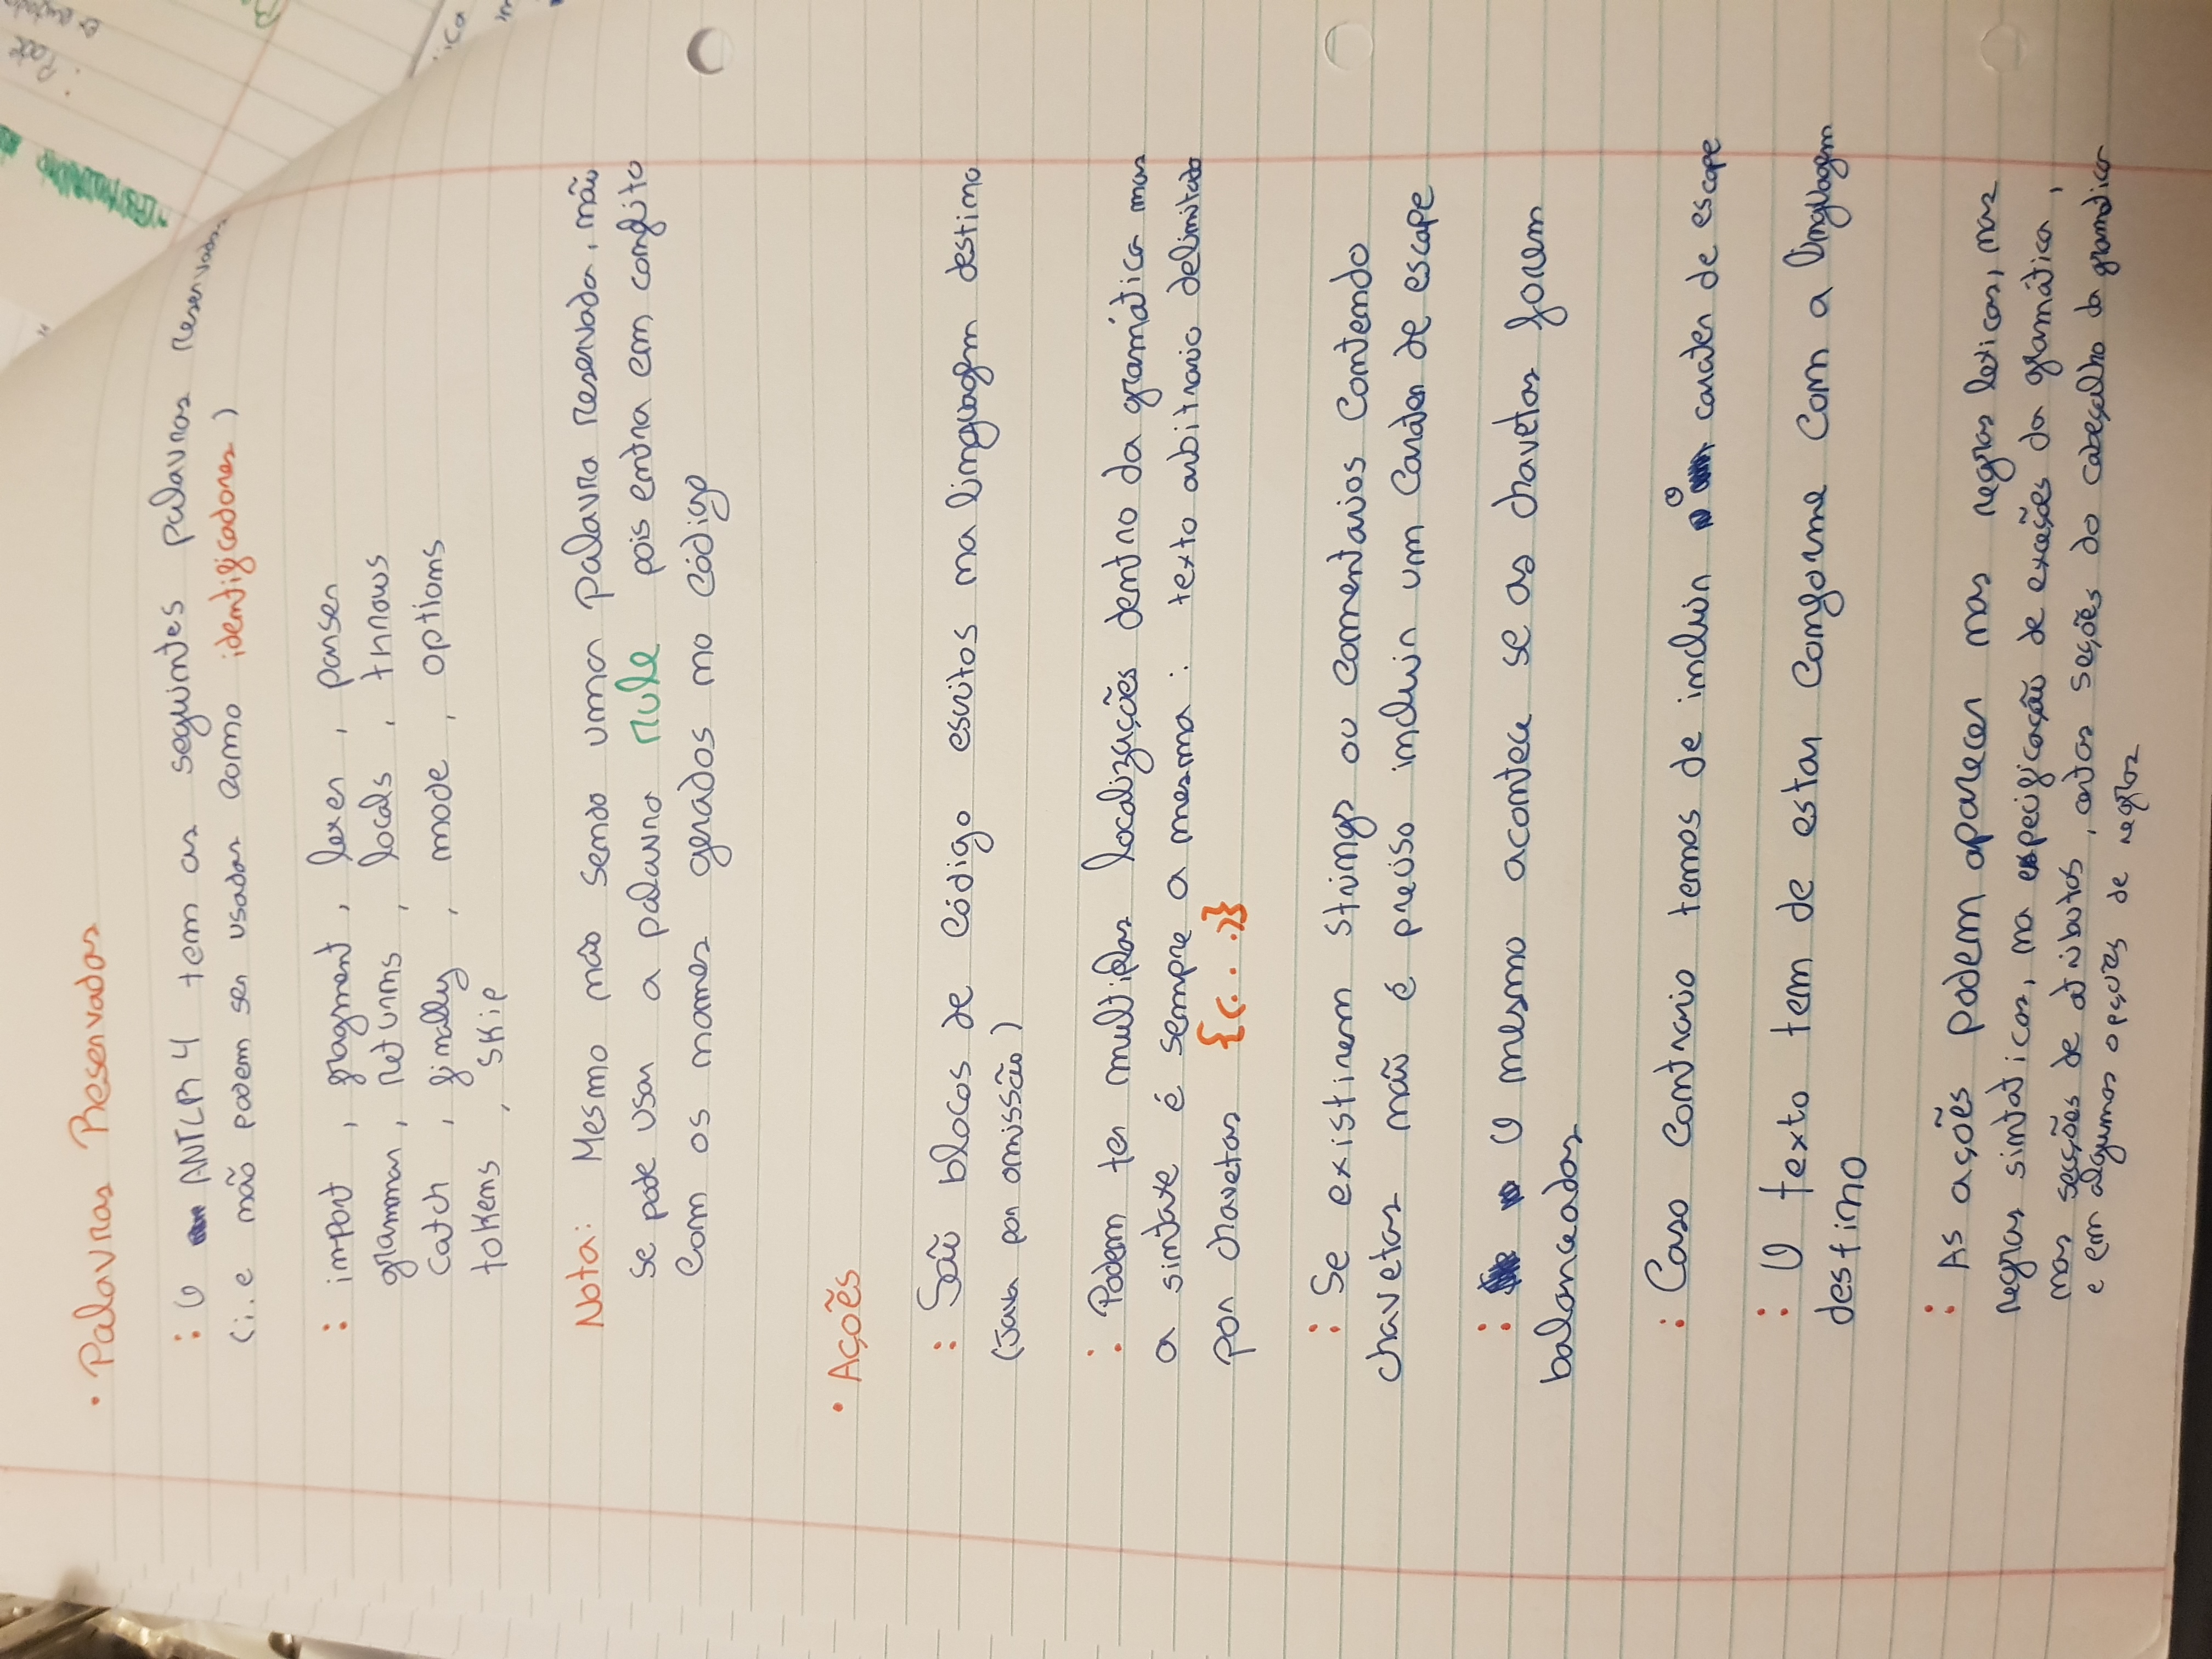 • Palavras Reservadas
: O ANTLR 4 tem as seguintes palavras reservadas
(i.e não podem ser usadas como identificadores)
: import , fragment , lexer , parser
grammar, returns , locals , throws
catch , finally , mode , options
tokens , skip
Nota: Mesmo não sendo uma palavra reservada, não
se pode usar a palavra rule pois entra em conflito
com os nomes gerados no código
• Açoẽs
: São blocos de código escritos na linguagem destino
(Java por omissão)
: Podem ter multiplas localizações dentro da gramática mas
a sintaxe é sempre a mesma : texto arbitrario delimitado
por chavetas {(...)}
: Se existirem strings ou comentarios contendo
chavetas não é preciso incluir um carater de escape
: O mesmo acontece se as chavetas forem
balanceadas
: Caso contrario temos de incluir o carater de escape
: O texto tem de estar conforme com a linguagem
destino
: As ações podem aparecer nas regras lexicas, nas
regras sintaticas, na especificação de exceções da gramática,
nas secções de atributos, certas seções do cabeçalho da gramatica
e em algumas opções de regras
: Pode